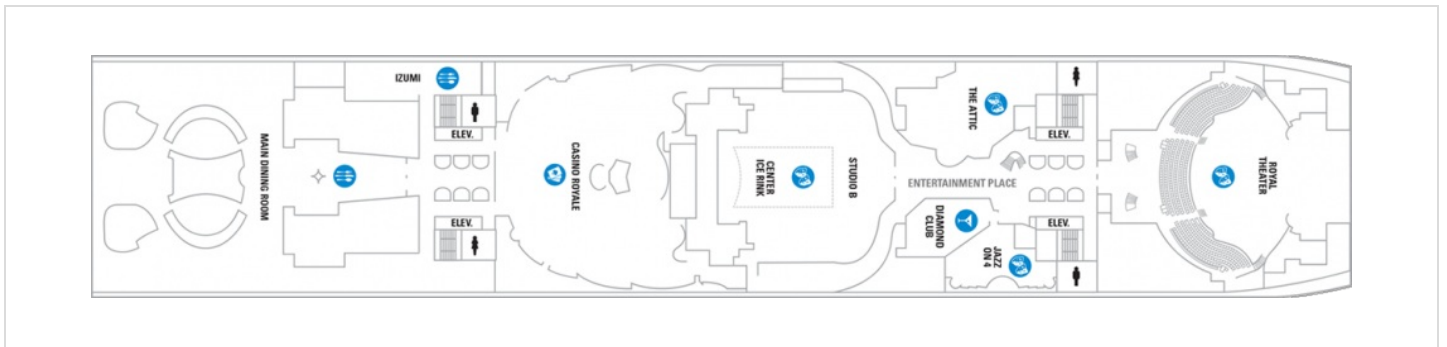 IZUMI
ELEV.
MAIN DINING ROOM
ELEV.
CASINO ROYALE
CENTER
ICE RINK
STUDIO B
THE ATTIC
ELEV.
ENTERTAINMENT PLACE
DIAMOND
CLUB
JAZZ
ON 4
ELEV.
ROYAL
THEATER